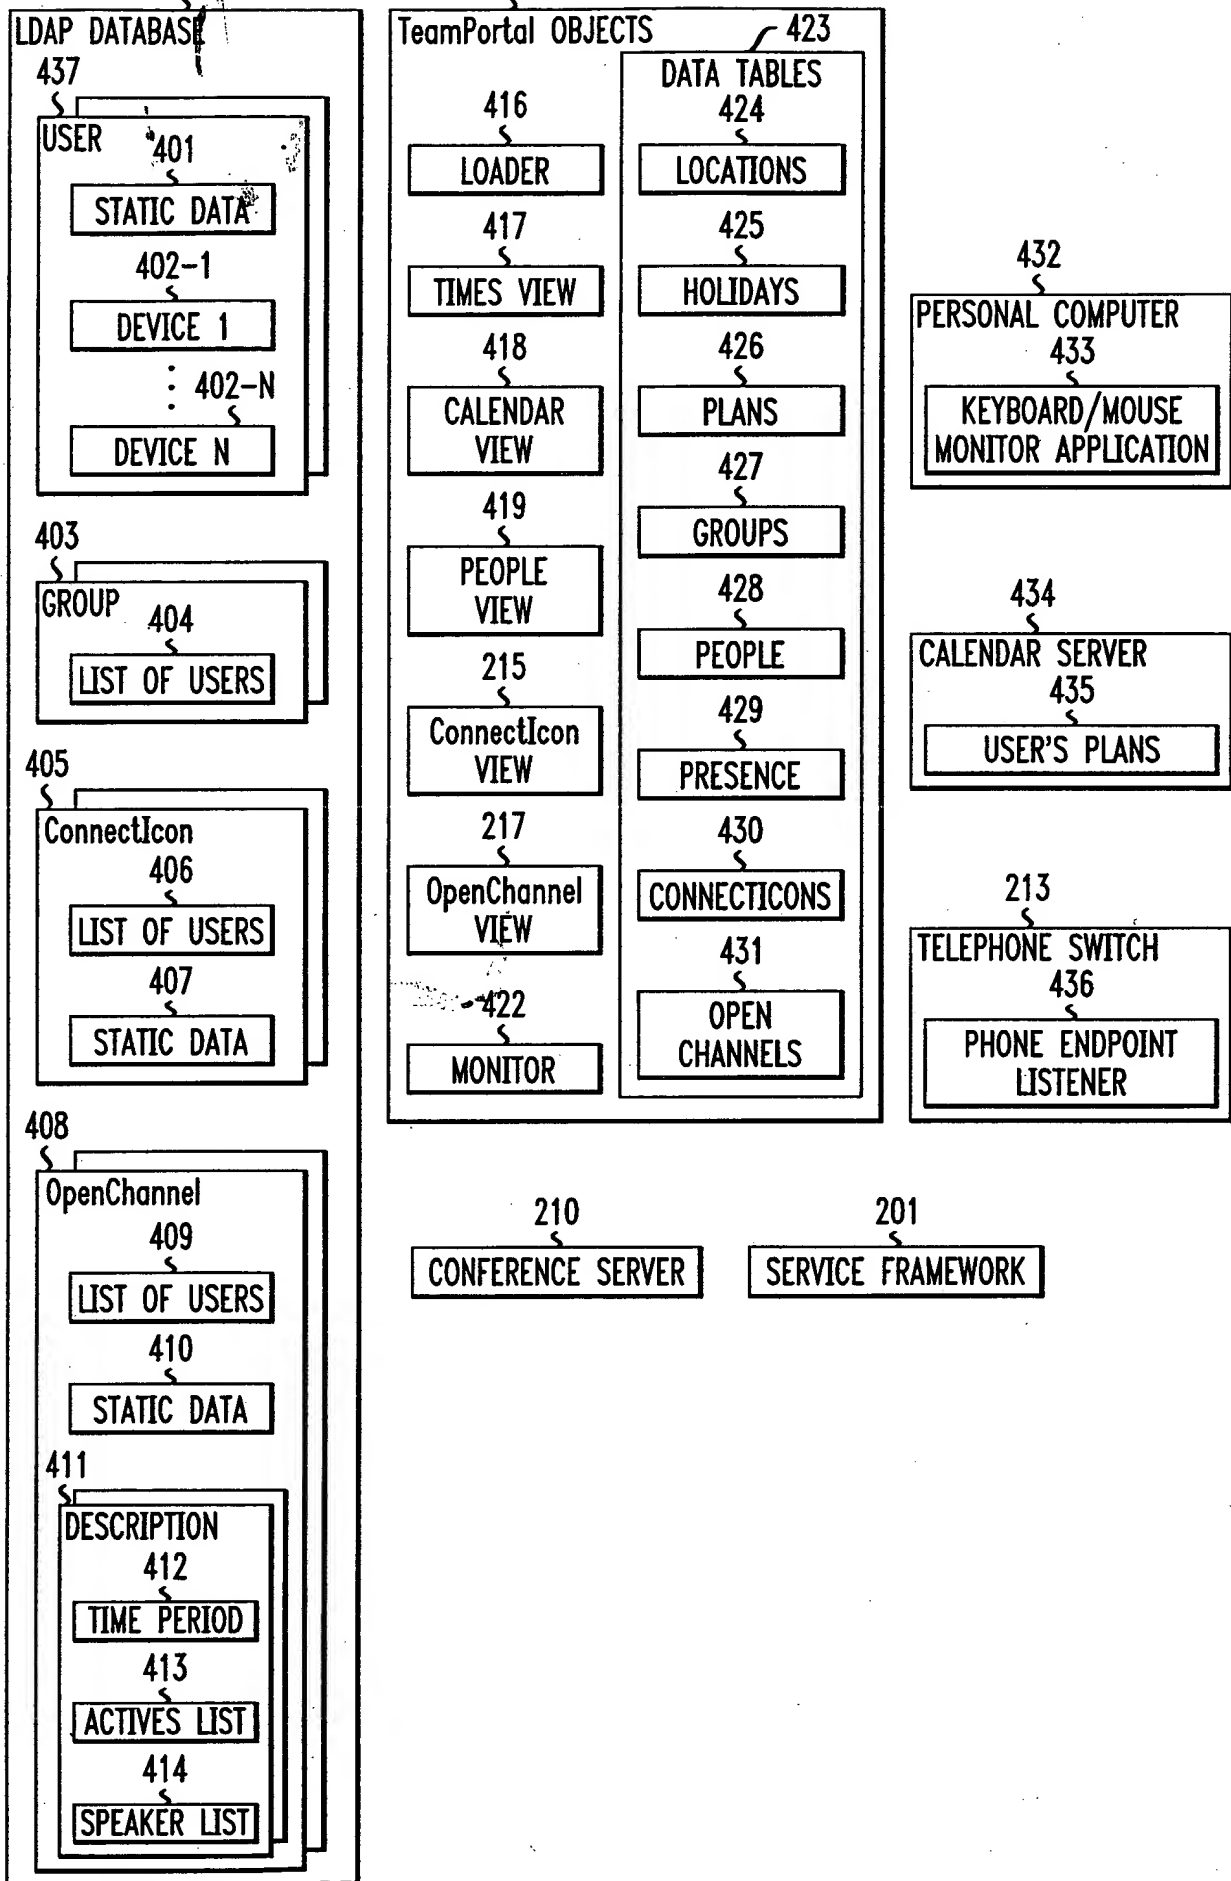 LDAP DATABASE
437
USER
401
STATIC DATA
402-1
DEVICE 1
402-N
DEVICE N
403
GROUP
404
LIST OF USERS
405
ConnectIcon
406
LIST OF USERS
407
STATIC DATA
408
OpenChannel
409
LIST OF USERS
410
STATIC DATA
411
DESCRIPTION
412
TIME PERIOD
413
ACTIVES LIST
414
SPEAKER LIST
TeamPortal OBJECTS
416
LOADER
417
TIMES VIEW
418
CALENDAR
VIEW
419
PEOPLE
VIEW
215
ConnectIcon
VIEW
217
OpenChannel
VIEW
422
MONITOR
423
DATA TABLES
424
LOCATIONS
425
HOLIDAYS
426
PLANS
427
GROUPS
428
PEOPLE
429
PRESENCE
430
CONNECTICONS
431
OPEN
CHANNELS
432
PERSONAL COMPUTER
433
KEYBOARD/MOUSE
MONITOR APPLICATION
434
CALENDAR SERVER
435
USER'S PLANS
213
TELEPHONE SWITCH
436
PHONE ENDPOINT
LISTENER
210
CONFERENCE SERVER
201
SERVICE FRAMEWORK